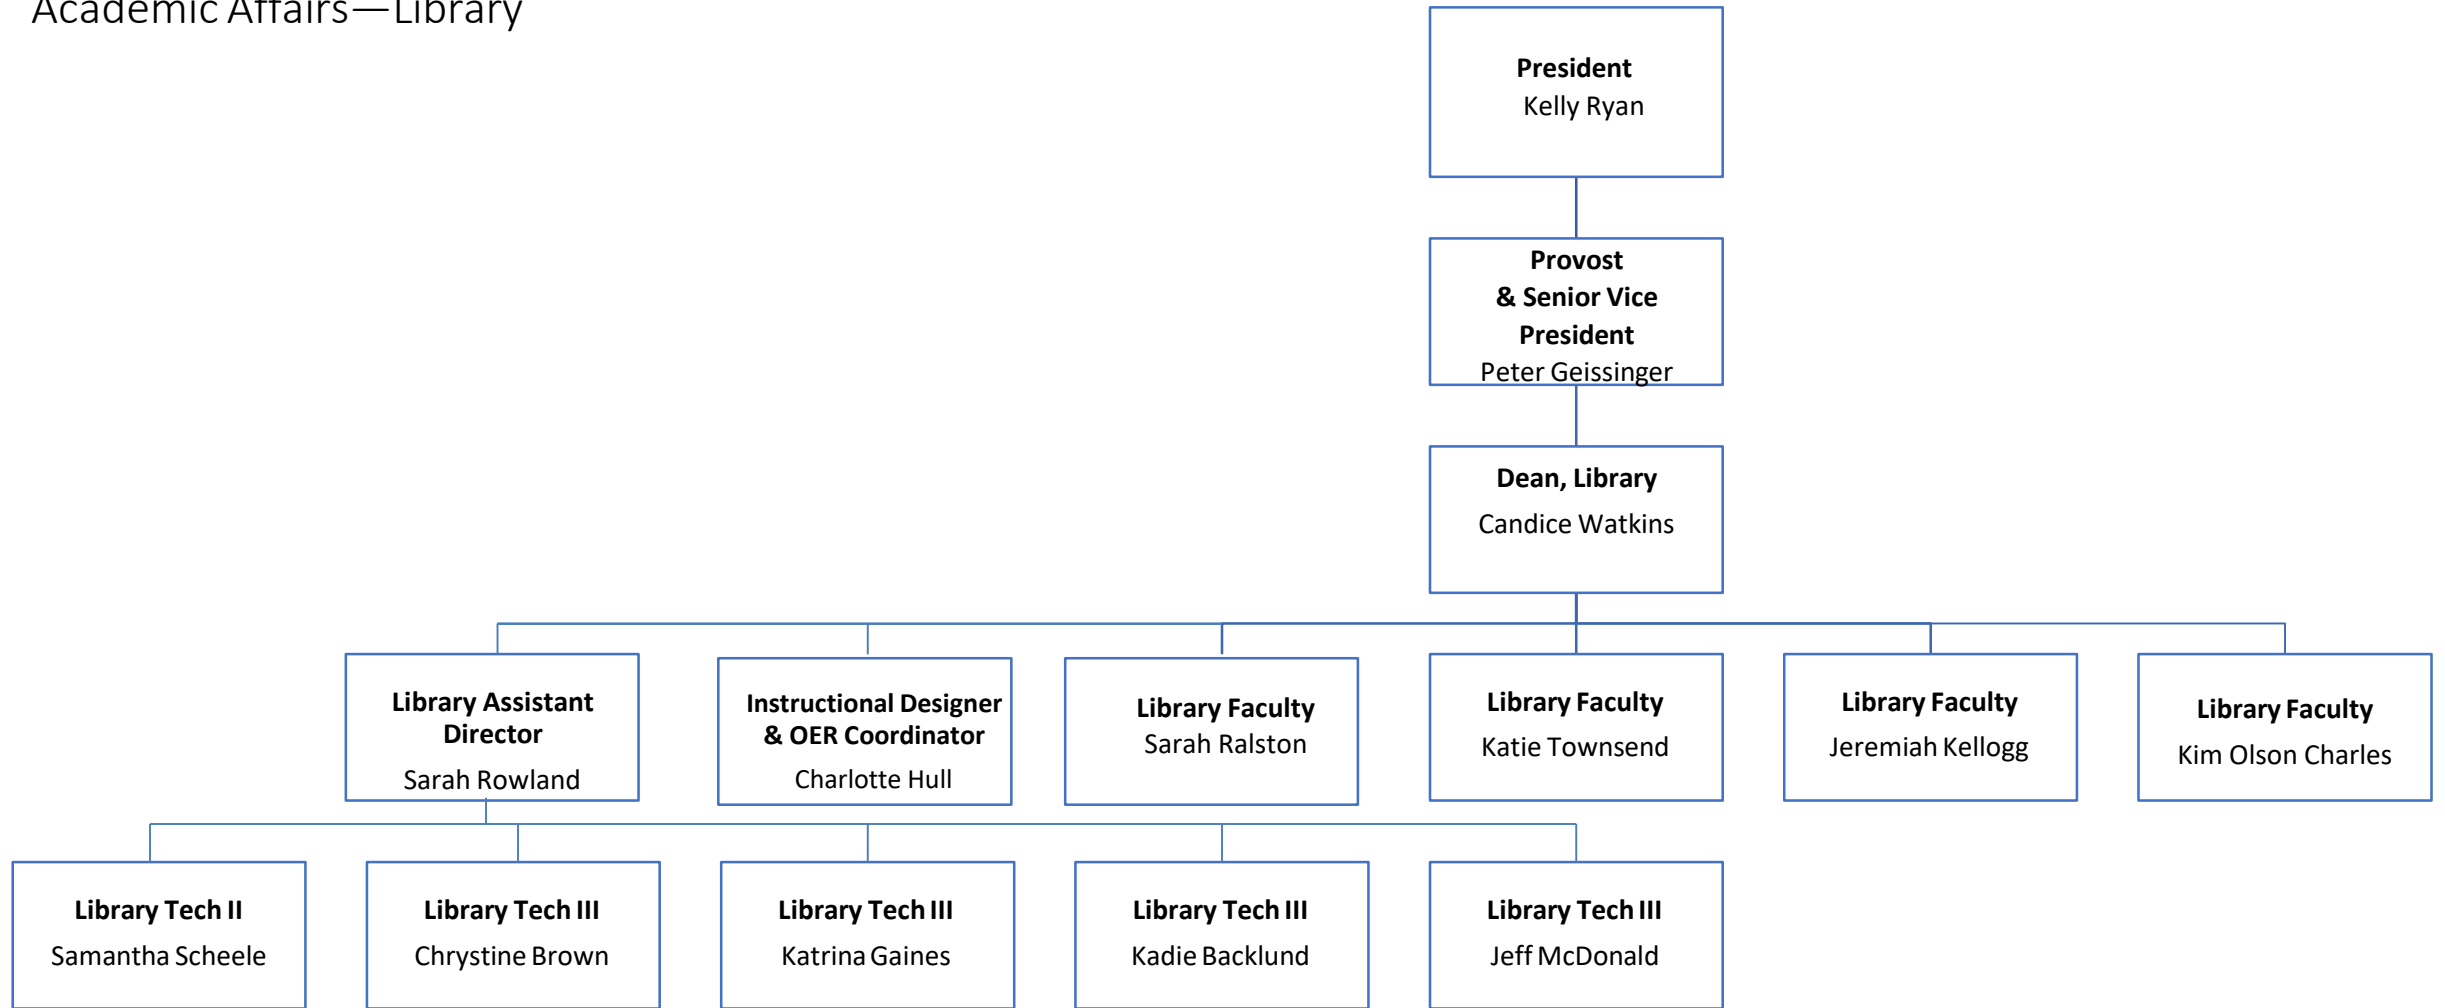 Academic Affairs—Library
President
Kelly Ryan
Provost
& Senior Vice
President
Peter Geissinger
Dean, Library
Candice Watkins
Library Assistant
Director
Sarah Rowland
Instructional Designer
& OER Coordinator
Charlotte Hull
Library Faculty
Sarah Ralston
Library Faculty
Katie Townsend
Library Faculty
Jeremiah Kellogg
Library Faculty
Kim Olson Charles
Library Tech II
Samantha Scheele
Library Tech III
Chrystine Brown
Library Tech III
Katrina Gaines
Library Tech III
Kadie Backlund
Library Tech III
Jeff McDonald